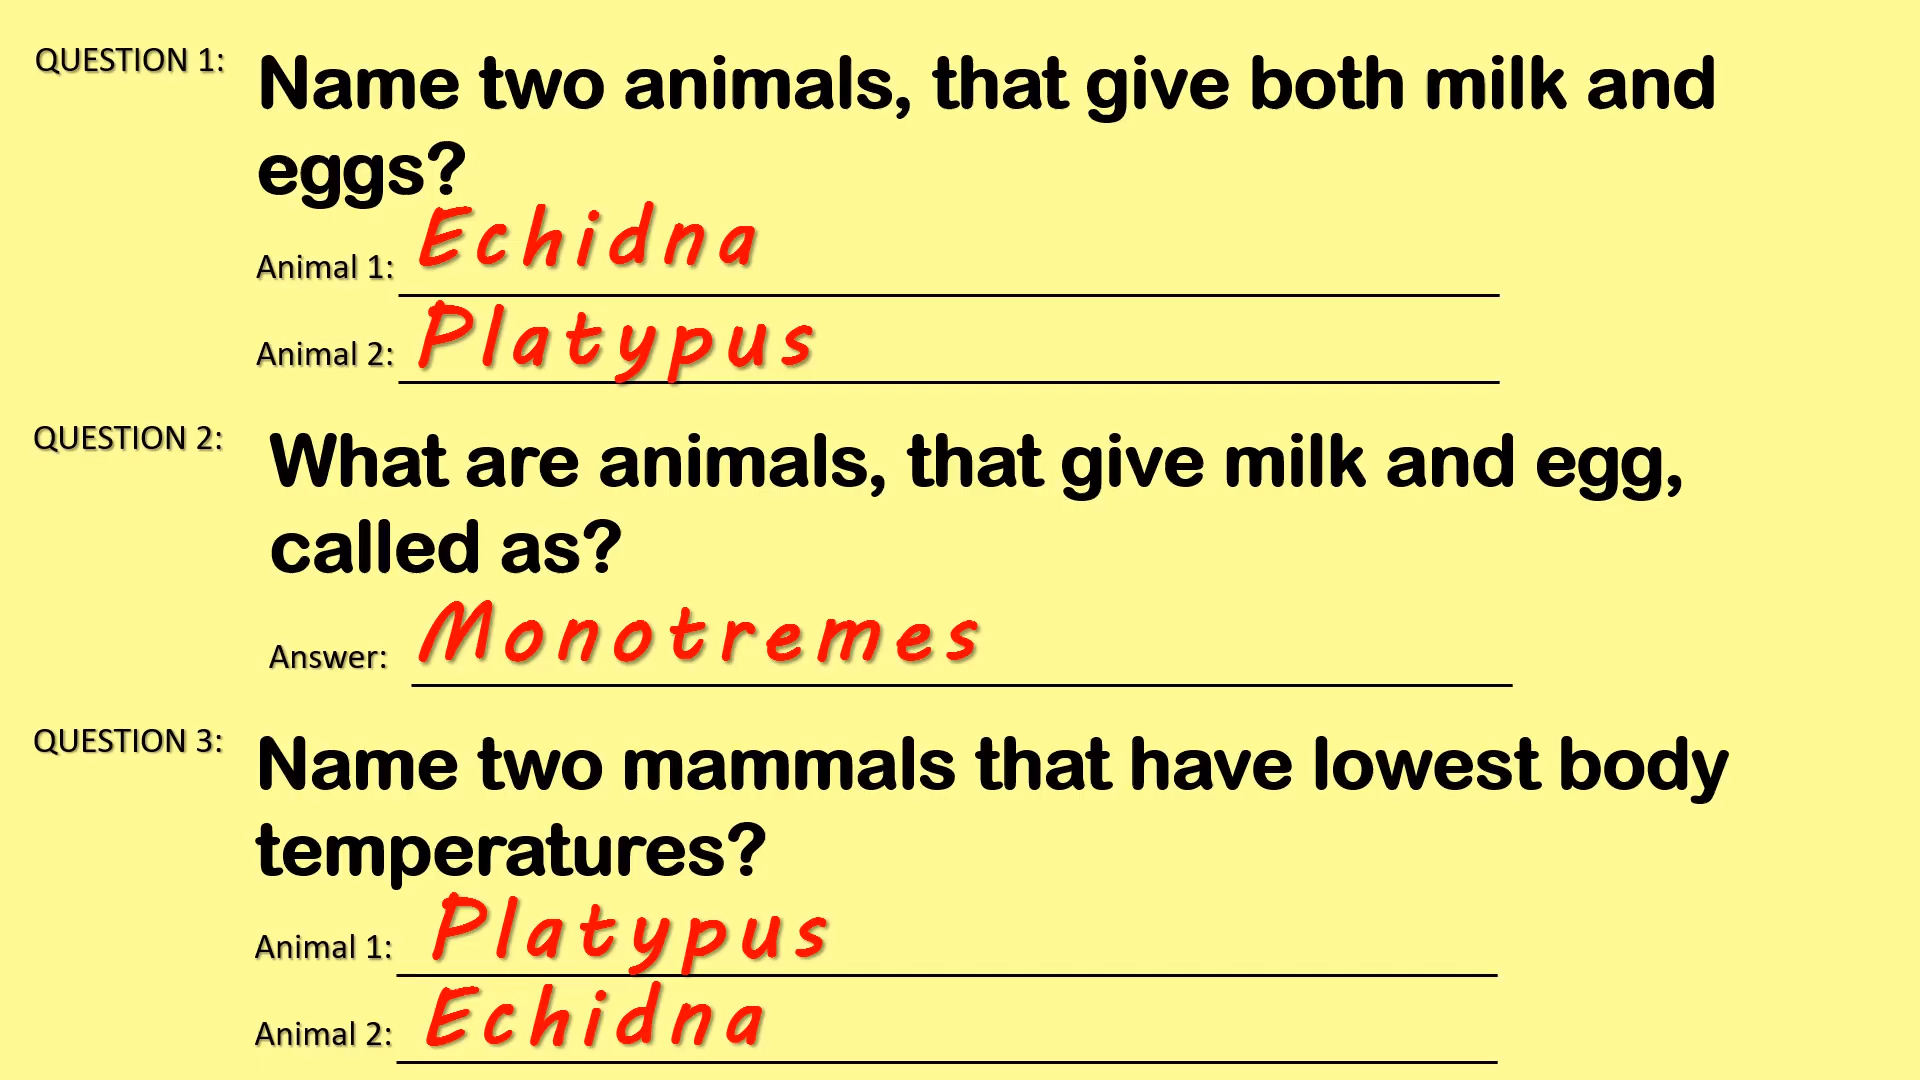 QUESTION 1: Name two animals, that give both milk and
eggs?
Animal 1: Echidna
Animal 2: Platypus
QUESTION 2: What are animals, that give milk and egg,
called as?
Answer: Monotremes
QUESTION 3: Name two mammals that have lowest body
temperatures?
Animal 1: Platypus
Animal 2: Echidna